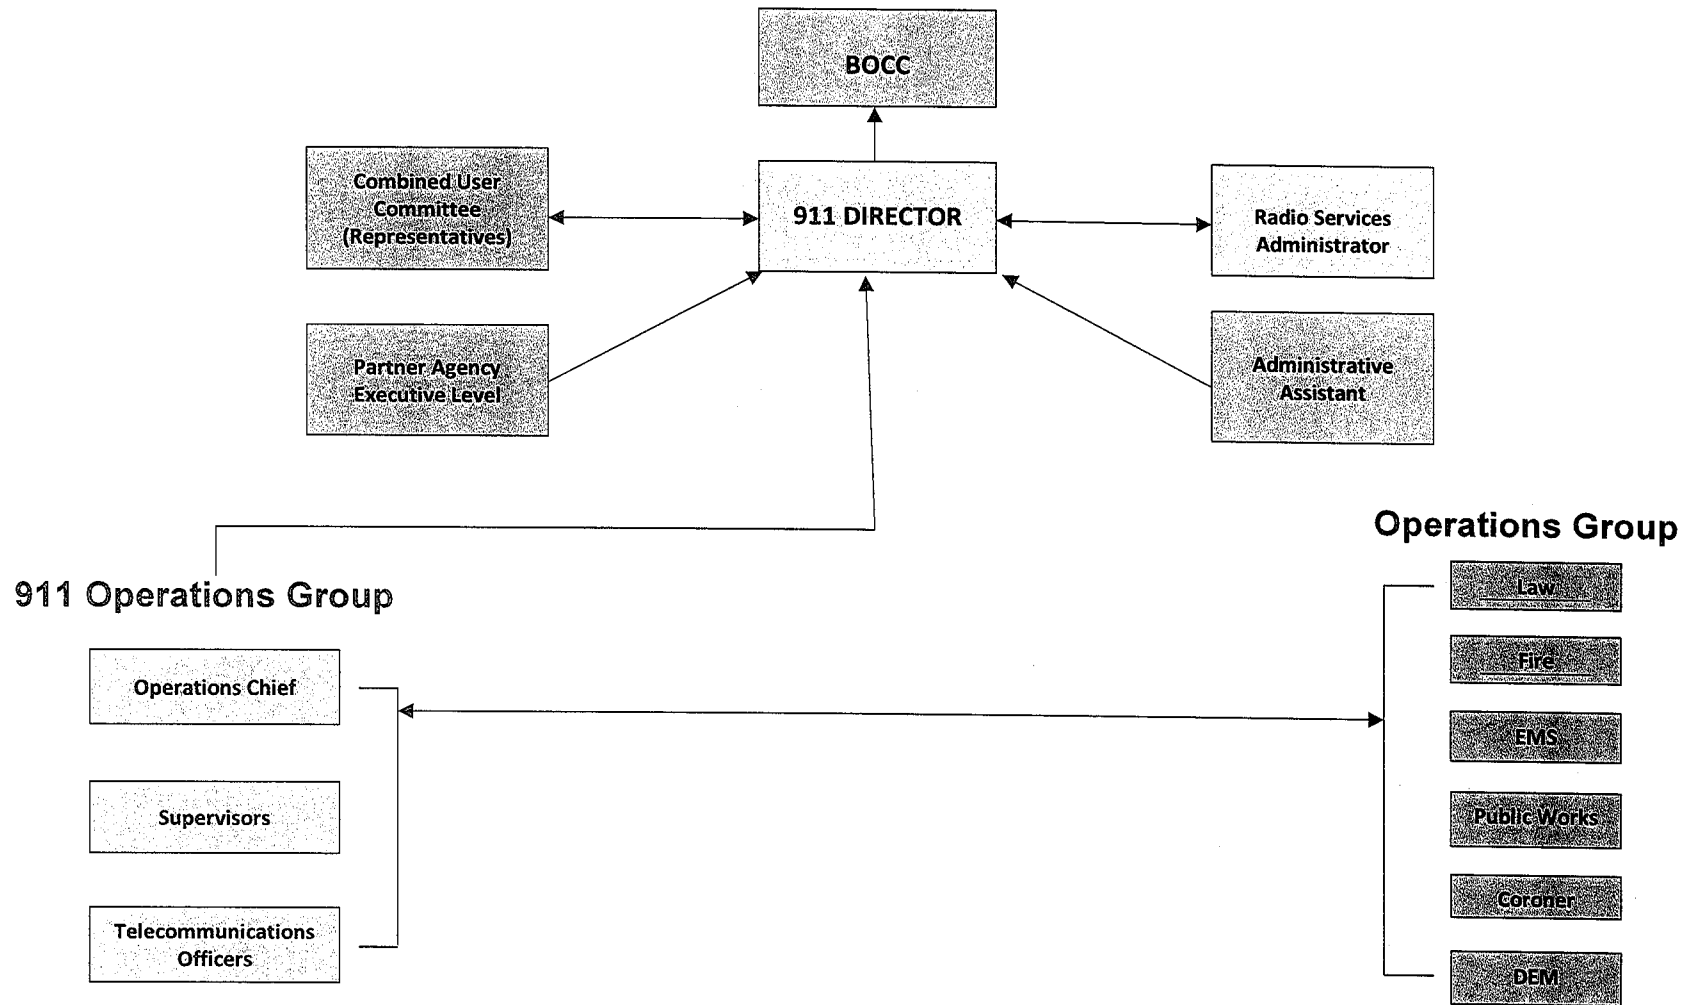 BOCC
Combined User
Committee
(Representatives)
911 DIRECTOR
Radio Services
Administrator
Partner Agency
Executive Level
Administrative
Assistant
Operations Group
911 Operations Group
Law
Fire
EMS
Public Works
Coroner
DEM
Operations Chief
Supervisors
Telecommunications
Officers